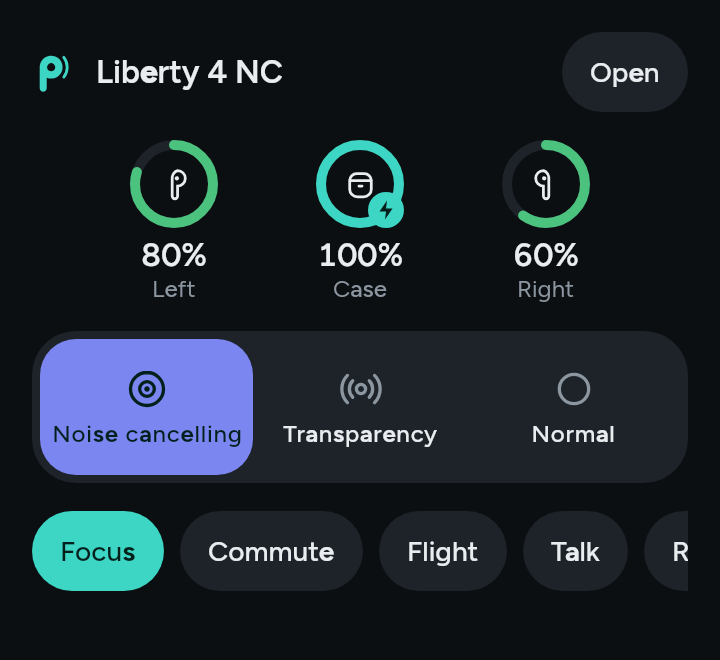 Liberty 4 NC
Open
80%
100%
60%
Left
Case
Right
Noise cancelling
Transparency
Normal
Focus
Commute
Flight
Talk